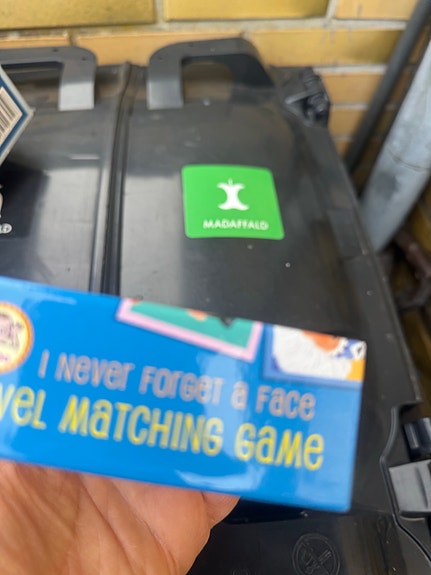 MADAFFALD
I Never Forget a Face
vel Matching Game